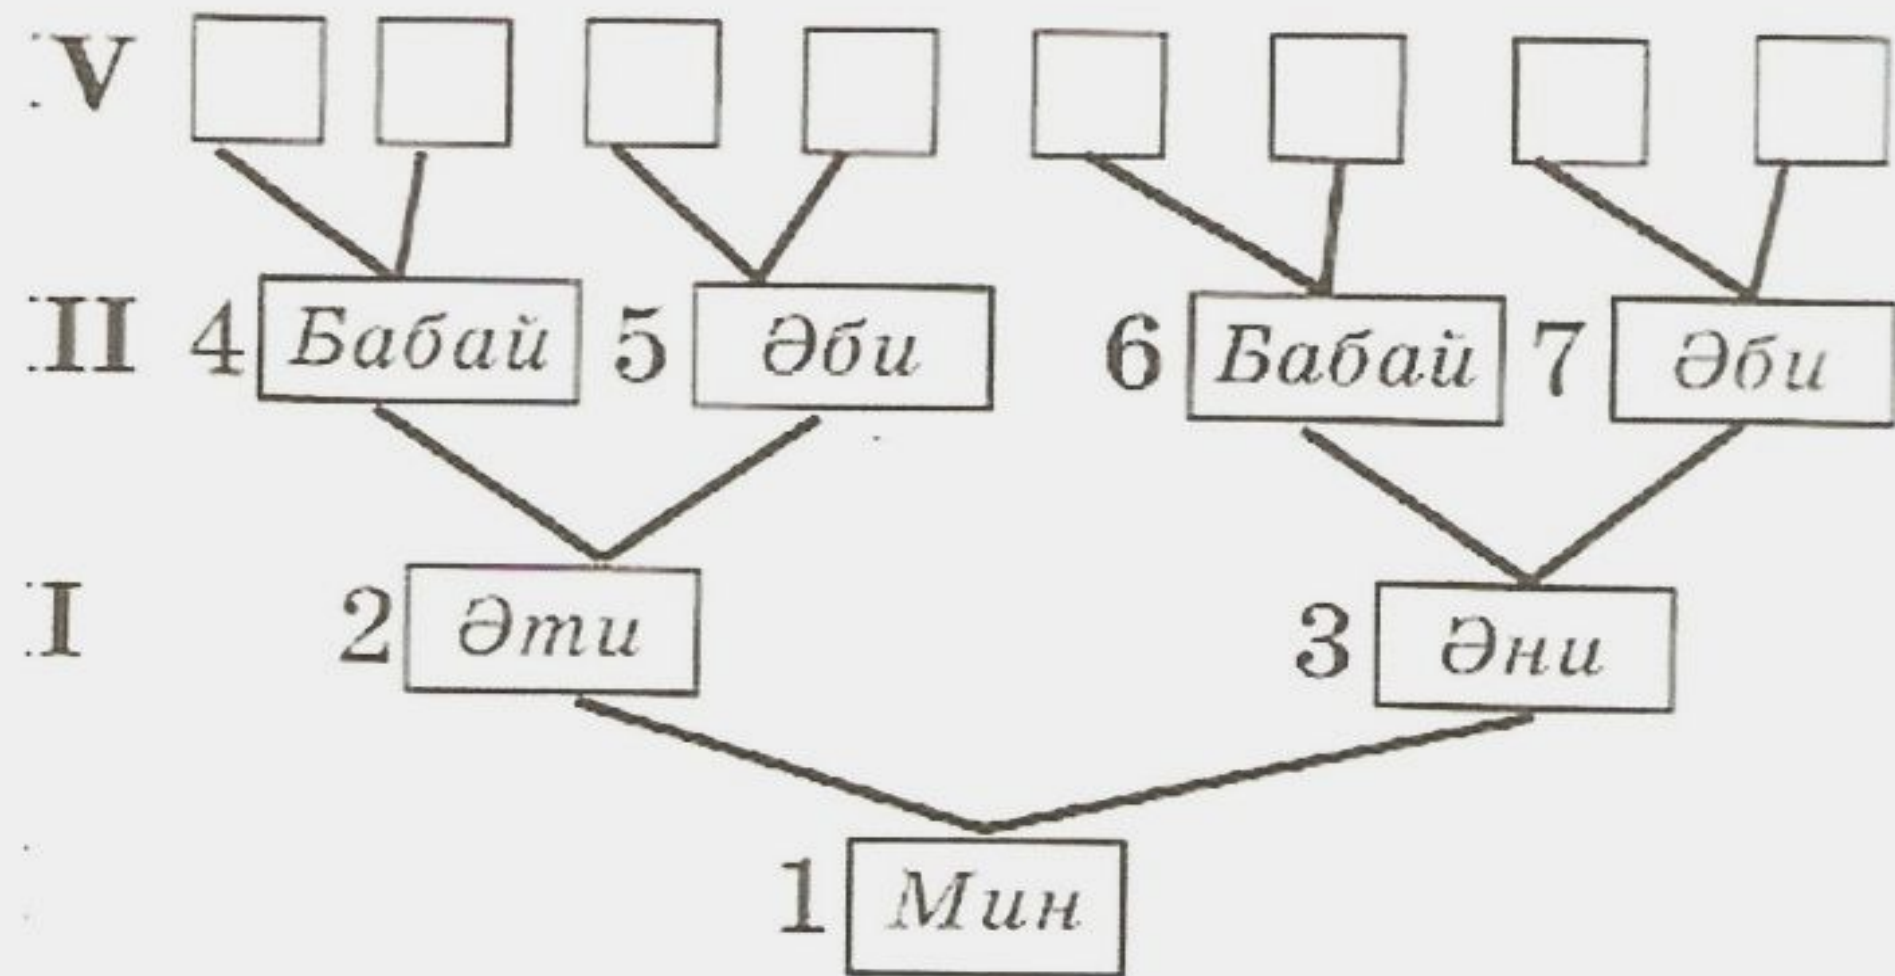 V
II 4 Бабай 5 Әби 6 Бабай 7 Әби
I 2 Әти 3 Әни
1 Мин